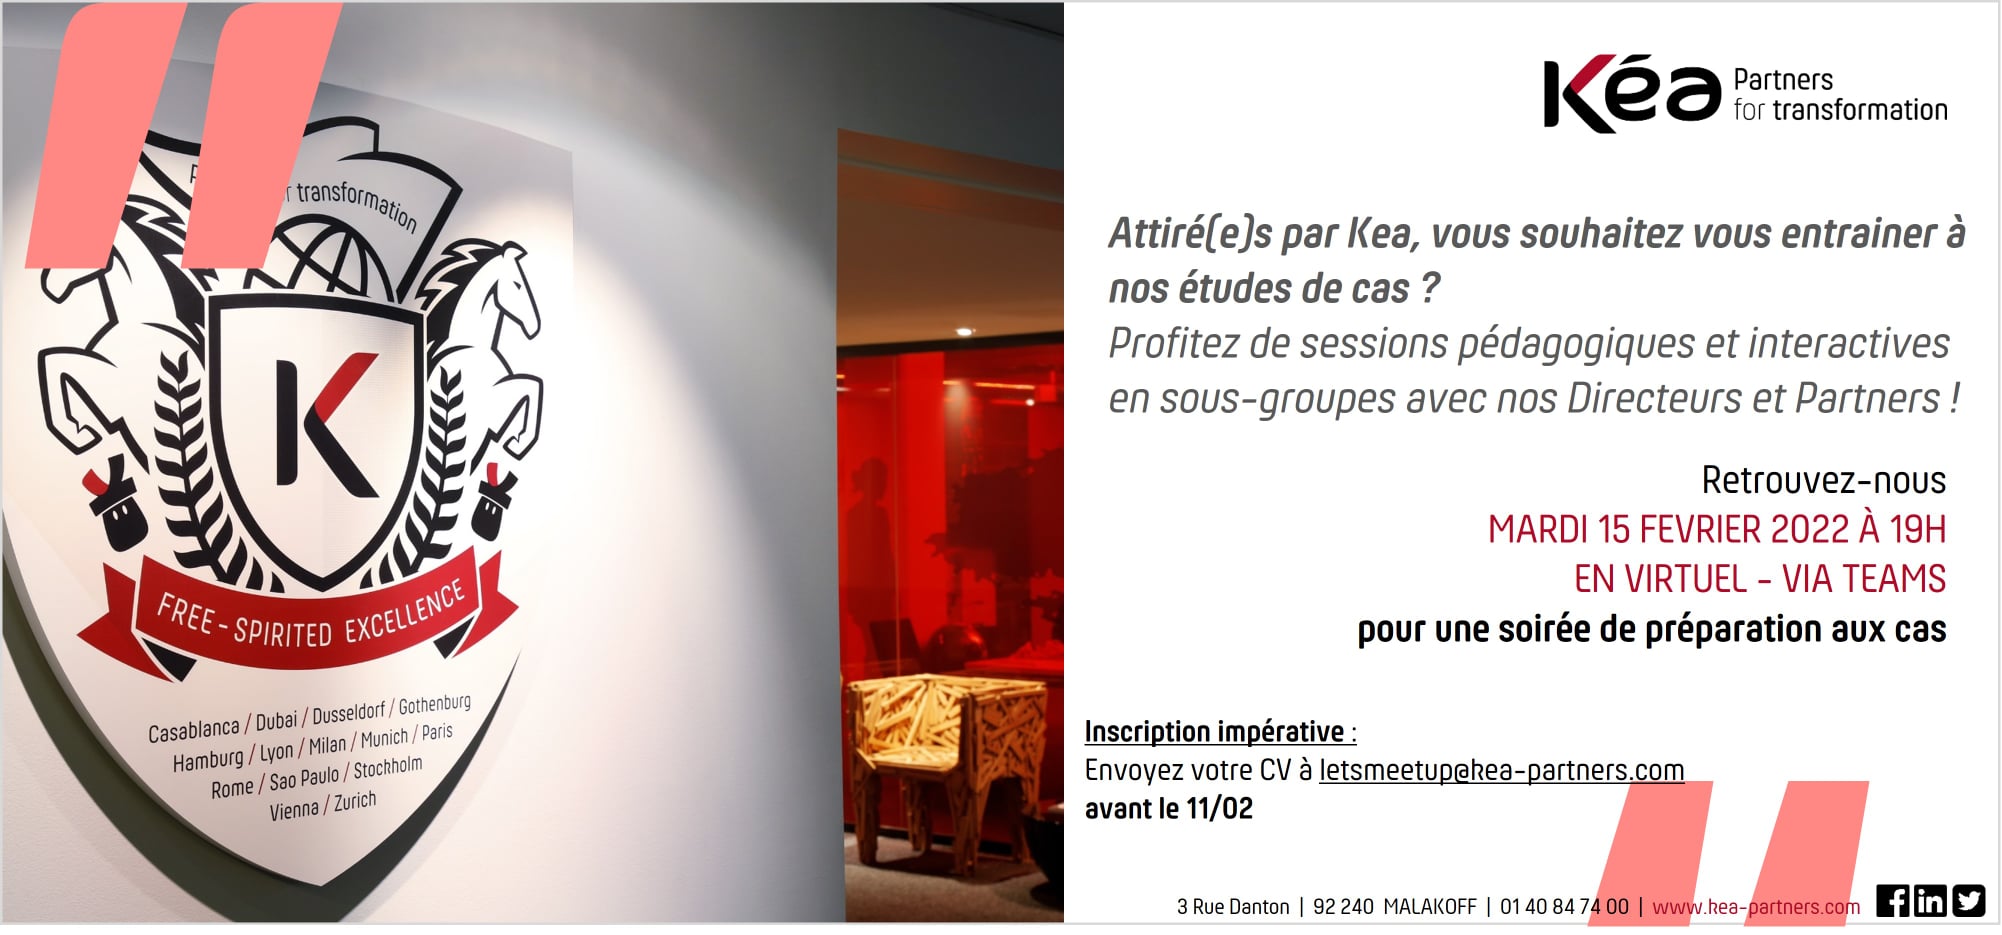 transformation
K
FREE-SPIRITED EXCELLENCE
Casablanca / Dubai / Dusseldorf / Gothenburg
Hamburg / Lyon / Milan / Munich / Paris
Rome / Sao Paulo / Stockholm
Vienna / Zurich
Kéa Partners
for transformation
Attiré(e)s par Kea, vous souhaitez vous entrainer à
nos études de cas ?
Profitez de sessions pédagogiques et interactives
en sous-groupes avec nos Directeurs et Partners !
Retrouvez-nous
MARDI 15 FEVRIER 2022 À 19H
EN VIRTUEL - VIA TEAMS
pour une soirée de préparation aux cas
Inscription impérative :
Envoyez votre CV à letsmeetup@kea-partners.com
avant le 11/02
3 Rue Danton | 92 240 MALAKOFF | 01 40 84 74 00 | www.kea-partners.com